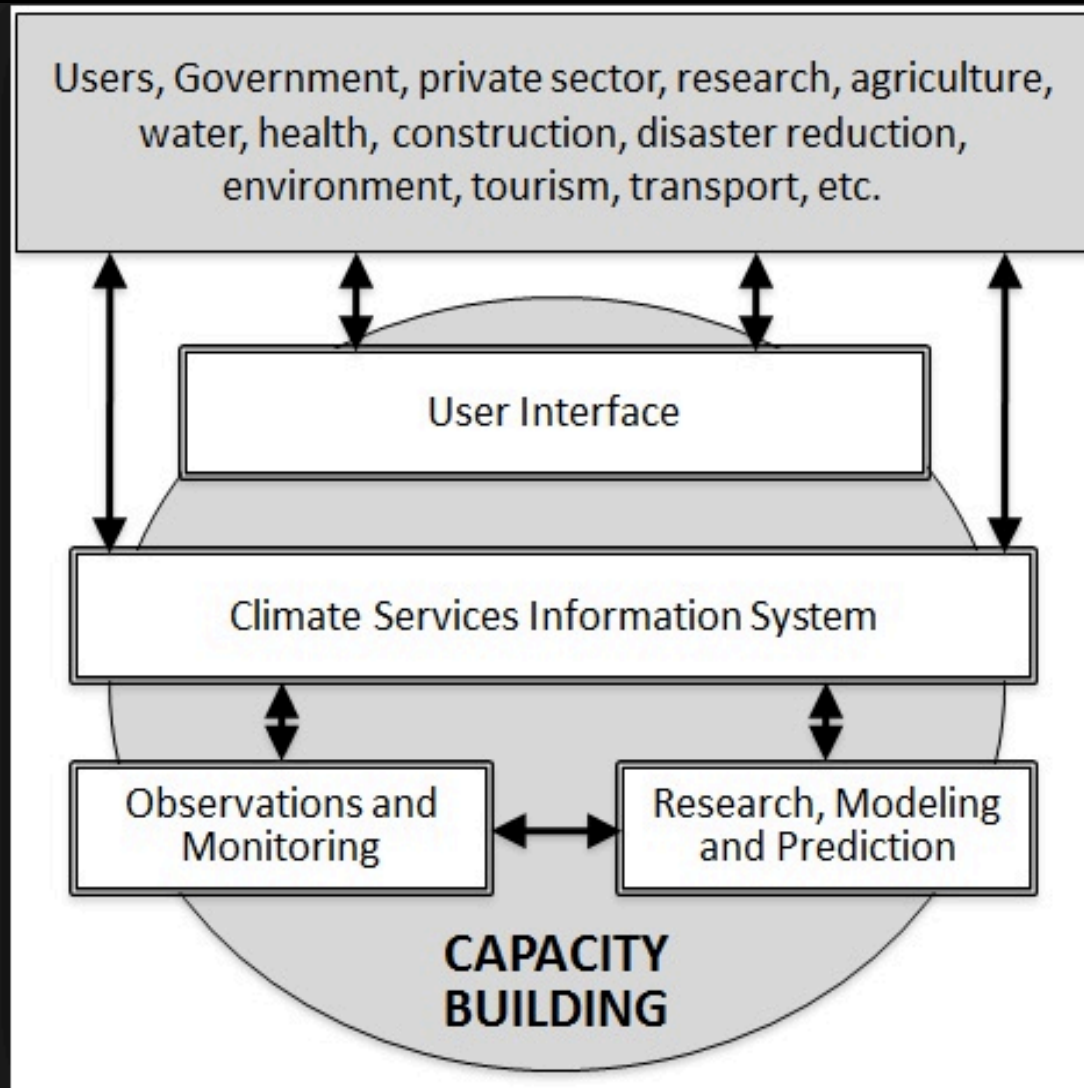 Users, Government, private sector, research, agriculture,
water, health, construction, disaster reduction,
environment, tourism, transport, etc.
User Interface
Climate Services Information System
Observations and
Monitoring
Research, Modeling
and Prediction
CAPACITY
BUILDING